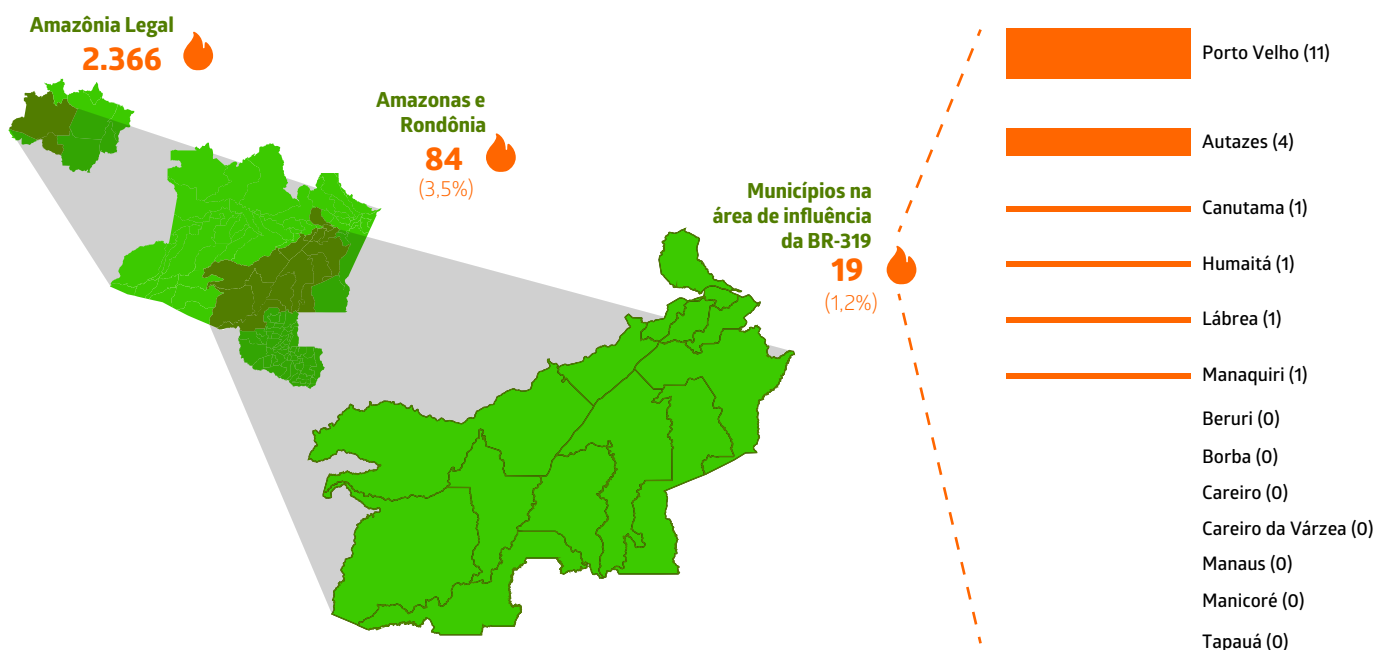 Amazônia Legal
2.366
Amazonas e
Rondônia
84
(3,5%)
Municípios na
área de influência
da BR-319
19
(1,2%)
Porto Velho (11)
Autazes (4)
Canutama (1)
Humaitá (1)
Lábrea (1)
Manaquiri (1)
Beruri (0)
Borba (0)
Careiro (0)
Careiro da Várzea (0)
Manaus (0)
Manicoré (0)
Tapauá (0)